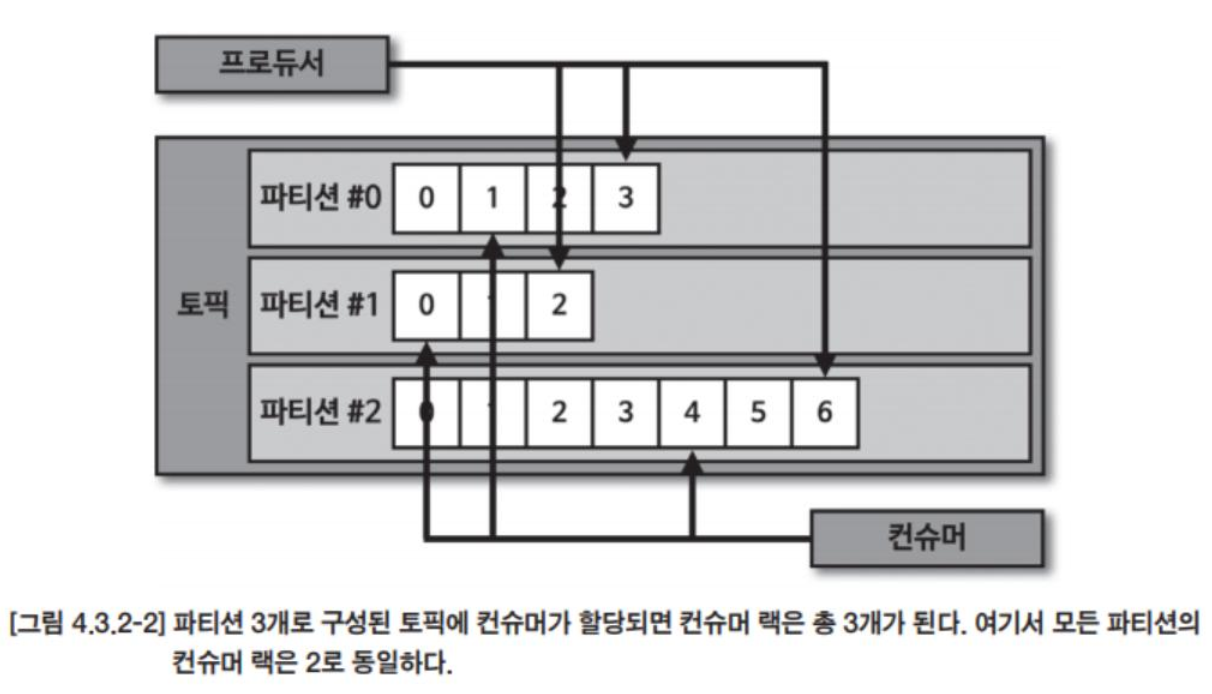 프로듀서
토픽
파티션 #0 0 1 2 3
파티션 #1 0 1 2
파티션 #2 0 1 2 3 4 5 6
컨슈머
[그림 4.3.2-2] 파티션 3개로 구성된 토픽에 컨슈머가 할당되면 컨슈머 랙은 총 3개가 된다. 여기서 모든 파티션의
컨슈머 랙은 2로 동일하다.